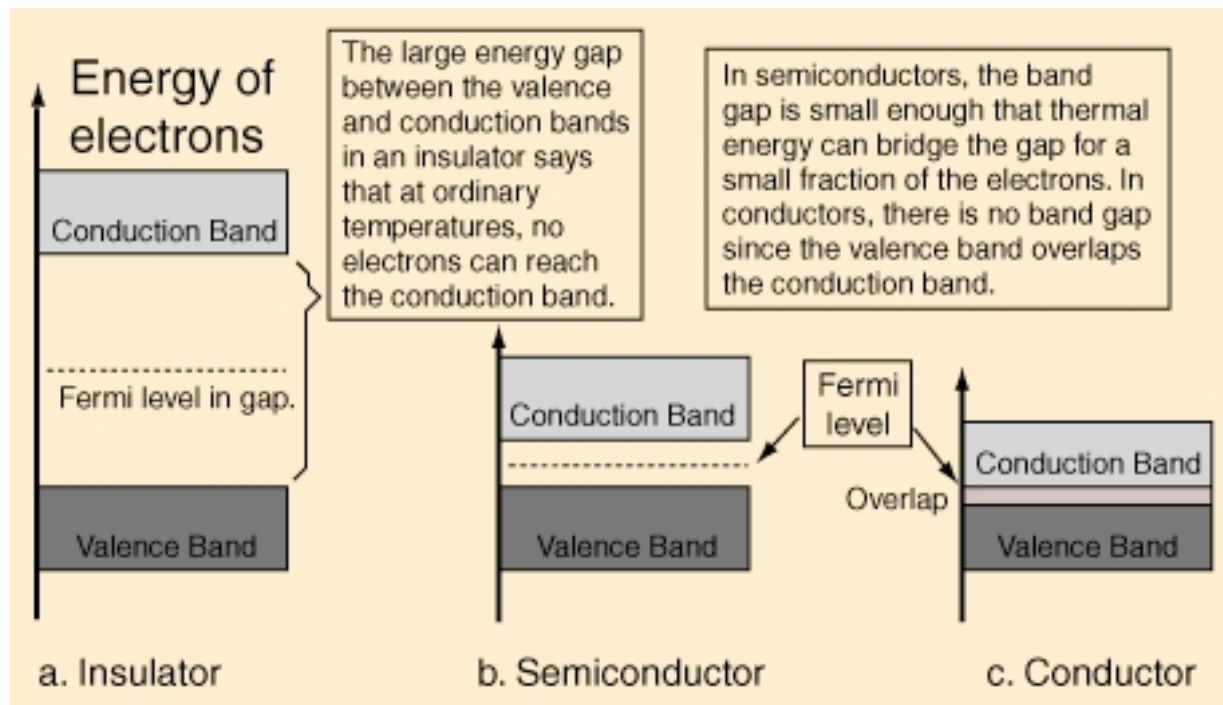 Energy of
electrons
Conduction Band
Fermi level in gap.
Valence Band
a. Insulator
The large energy gap
between the valence
and conduction bands
in an insulator says
that at ordinary
temperatures, no
electrons can reach
the conduction band.
In semiconductors, the band
gap is small enough that thermal
energy can bridge the gap for a
small fraction of the electrons. In
conductors, there is no band gap
since the valence band overlaps
the conduction band.
Conduction Band
Valence Band
b. Semiconductor
Fermi
level
Conduction Band
Overlap
Valence Band
c. Conductor